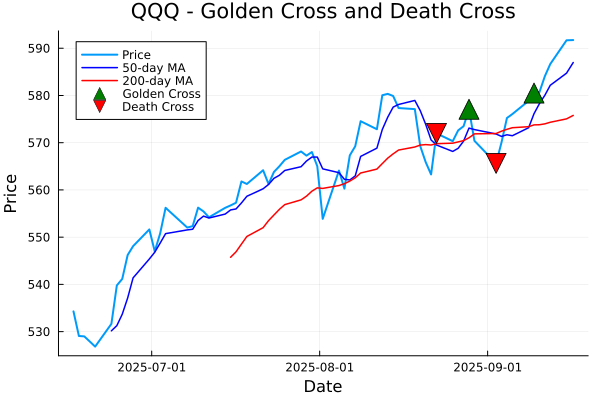 QQQ - Golden Cross and Death Cross
Price
50-day MA
200-day MA
Golden Cross
Death Cross
590
580
570
560
550
540
530
Price
2025-07-01
2025-08-01
2025-09-01
Date